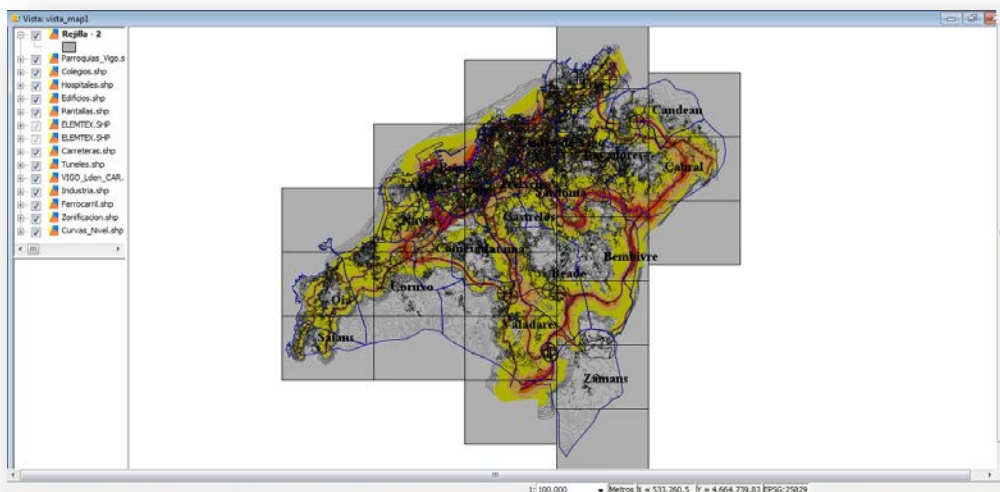 Vista: vista_map1
Rejilla - 2
Parroquias_Vigo.s
Colegios.shp
Hospitales.shp
Edificios.shp
Pantallas.shp
ELEMTEX.SHP
ELEMTEX.SHP
Carreteras.shp
Tuneles.shp
VIGO_Lden_CAR.
Industria.shp
Ferrocarril.shp
Zonificacion.shp
Curvas_Nivel.shp
Candean
Cabral
Castrelos
Navia
Bembivre
Beade
Coruxo
Oia
Saians
Valadares
Zamans
1: 100.000
Metros X = 533.260,5 Y = 4.664.739,83 EPSG:25829